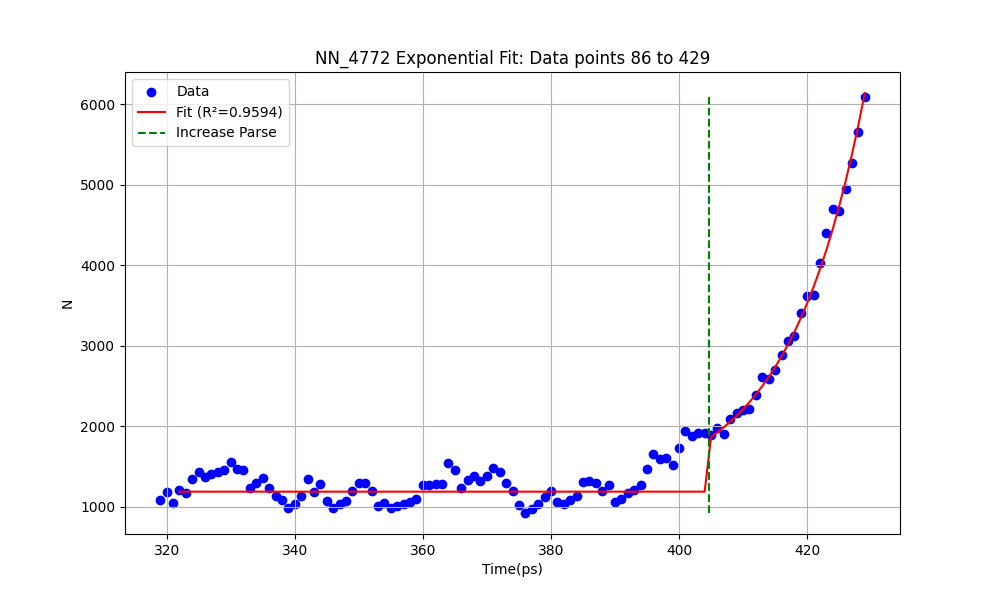 NN_4772 Exponential Fit: Data points 86 to 429
Data
Fit (R²=0.9594)
Increase Parse
6000
5000
4000
3000
2000
1000
N
320
340
360
380
400
420
Time(ps)